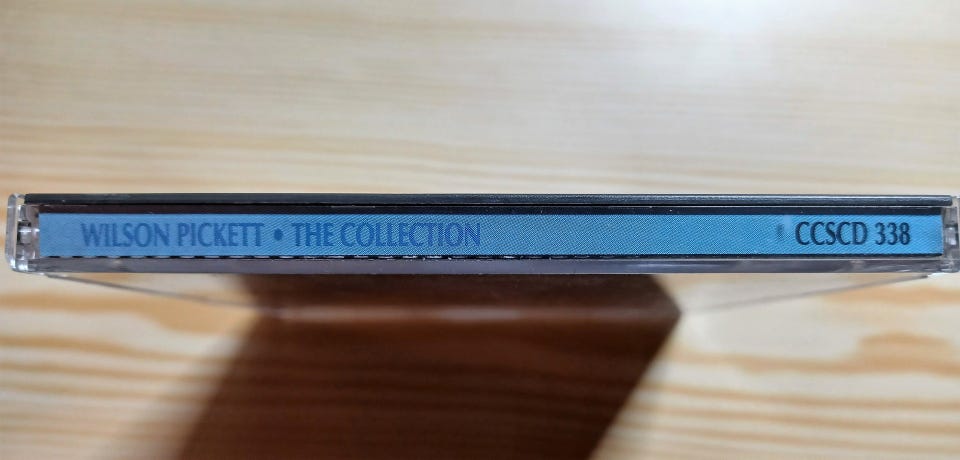 WILSON PICKETT • THE COLLECTION CCSCD 338